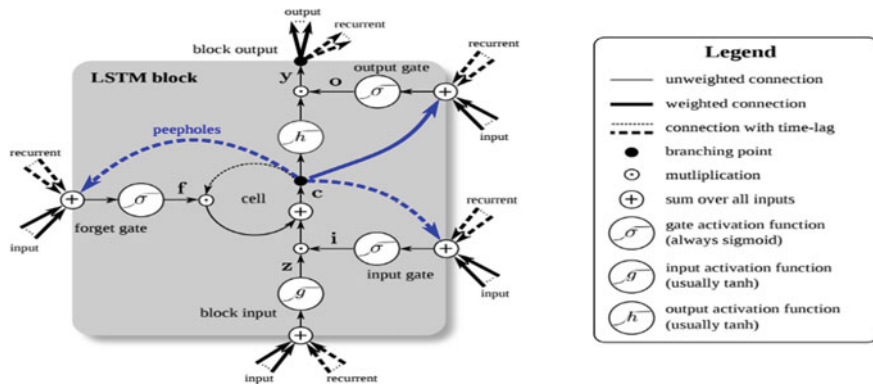 output
recurrent
block output
LSTM block
y
o
output gate
recurrent
σ
+
h
input
peepholes
recurrent
f
cell
c
recurrent
+
σ
+
input
forget gate
i
σ
+
z
input gate
input
g
block input
+
input
recurrent
Legend
unweighted connection
weighted connection
connection with time-lag
branching point
mutliplication
+
sum over all inputs
σ
gate activation function
(always sigmoid)
g
input activation function
(usually tanh)
h
output activation function
(usually tanh)